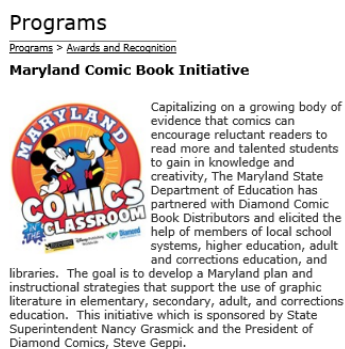 Programs
Programs > Awards and Recognition
Maryland Comic Book Initiative
MARYLAND
COMICS
IN THE
CLASSROOM
Diamond
Capitalizing on a growing body of
evidence that comics can
encourage reluctant readers to
read more and talented students
to gain in knowledge and
creativity, The Maryland State
Department of Education has
partnered with Diamond Comic
Book Distributors and elicited the
help of members of local school
systems, higher education, adult
and corrections education, and
libraries. The goal is to develop a Maryland plan and
instructional strategies that support the use of graphic
literature in elementary, secondary, adult, and corrections
education. This initiative which is sponsored by State
Superintendent Nancy Grasmick and the President of
Diamond Comics, Steve Geppi.